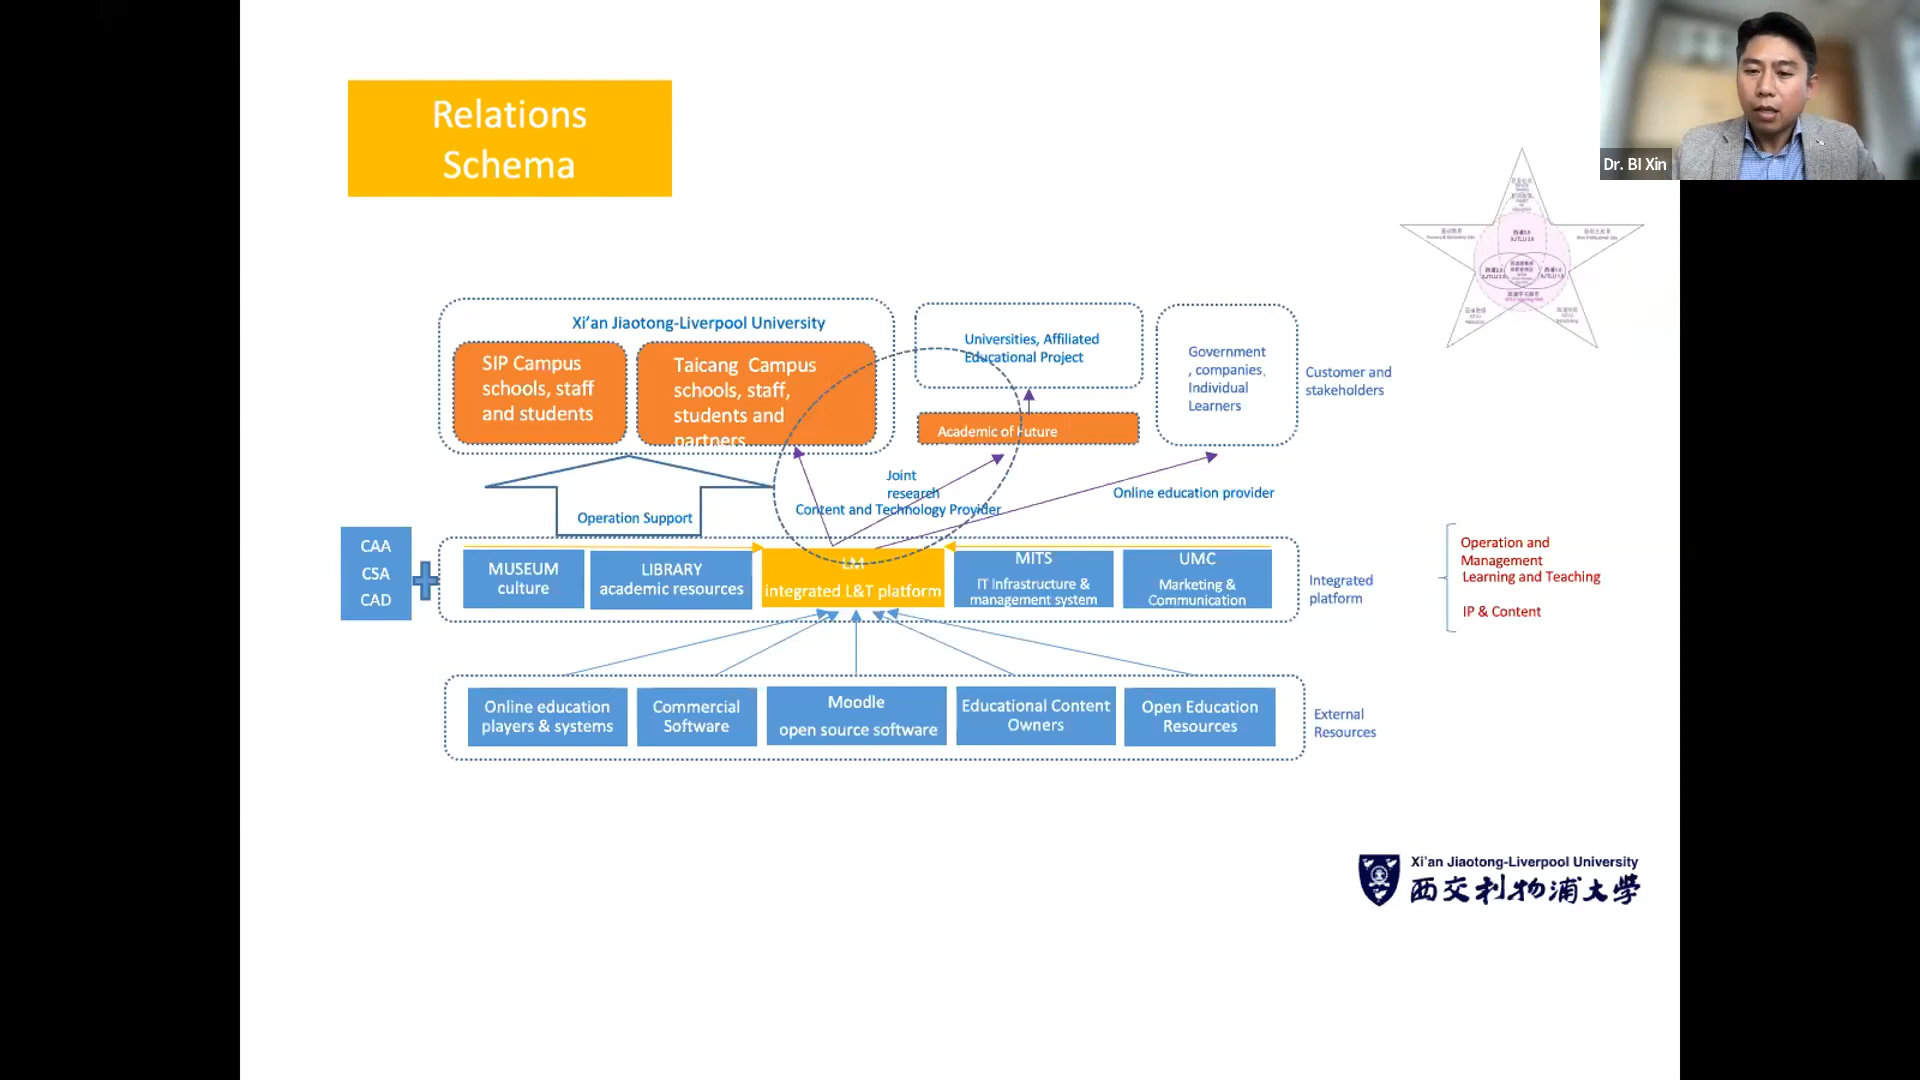 Relations
Schema
Dr. BI Xin
Xi'an Jiaotong-Liverpool University
SIP Campus
schools, staff
and students
Taicang Campus
schools, staff,
students and
partners
Universities, Affiliated
Educational Project
Academic of Future
Government
, companies,
Individual
Learners
Customer and
stakeholders
Joint
research
Content and Technology Provider
Online education provider
Operation Support
CAA
CSA
CAD
MUSEUM
culture
LIBRARY
academic resources
LM
integrated L&T platform
MITS
IT Infrastructure &
management system
UMC
Marketing &
Communication
Integrated
platform
Operation and
Management
Learning and Teaching
IP & Content
Online education
players & systems
Commercial
Software
Moodle
open source software
Educational Content
Owners
Open Education
Resources
External
Resources
Xi'an Jiaotong-Liverpool University
西交利物浦大學